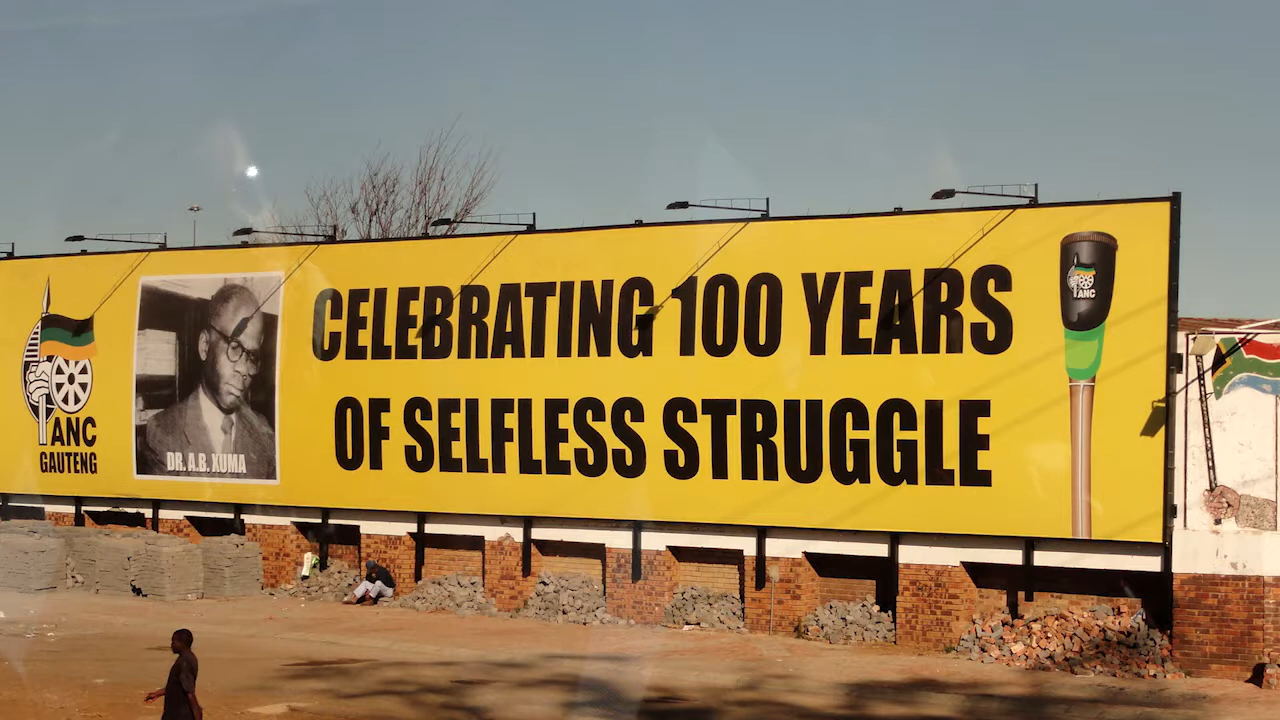 ANC
GAUTENG
DR. A.B. XUMA
CELEBRATING 100 YEARS
OF SELFLESS STRUGGLE
ANC